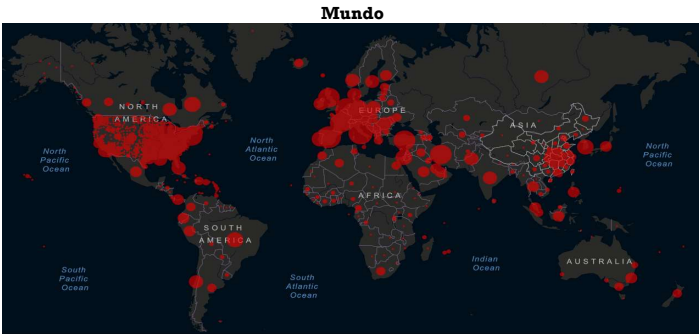 Mundo
NORTH
AMERICA
EUROPE
ASIA
North
Pacific
Ocean
North
Atlantic
Ocean
North
Pacific
Ocean
AFRICA
SOUTH
AMERICA
Indian
Ocean
AUSTRALIA
South
Pacific
Ocean
South
Atlantic
Ocean